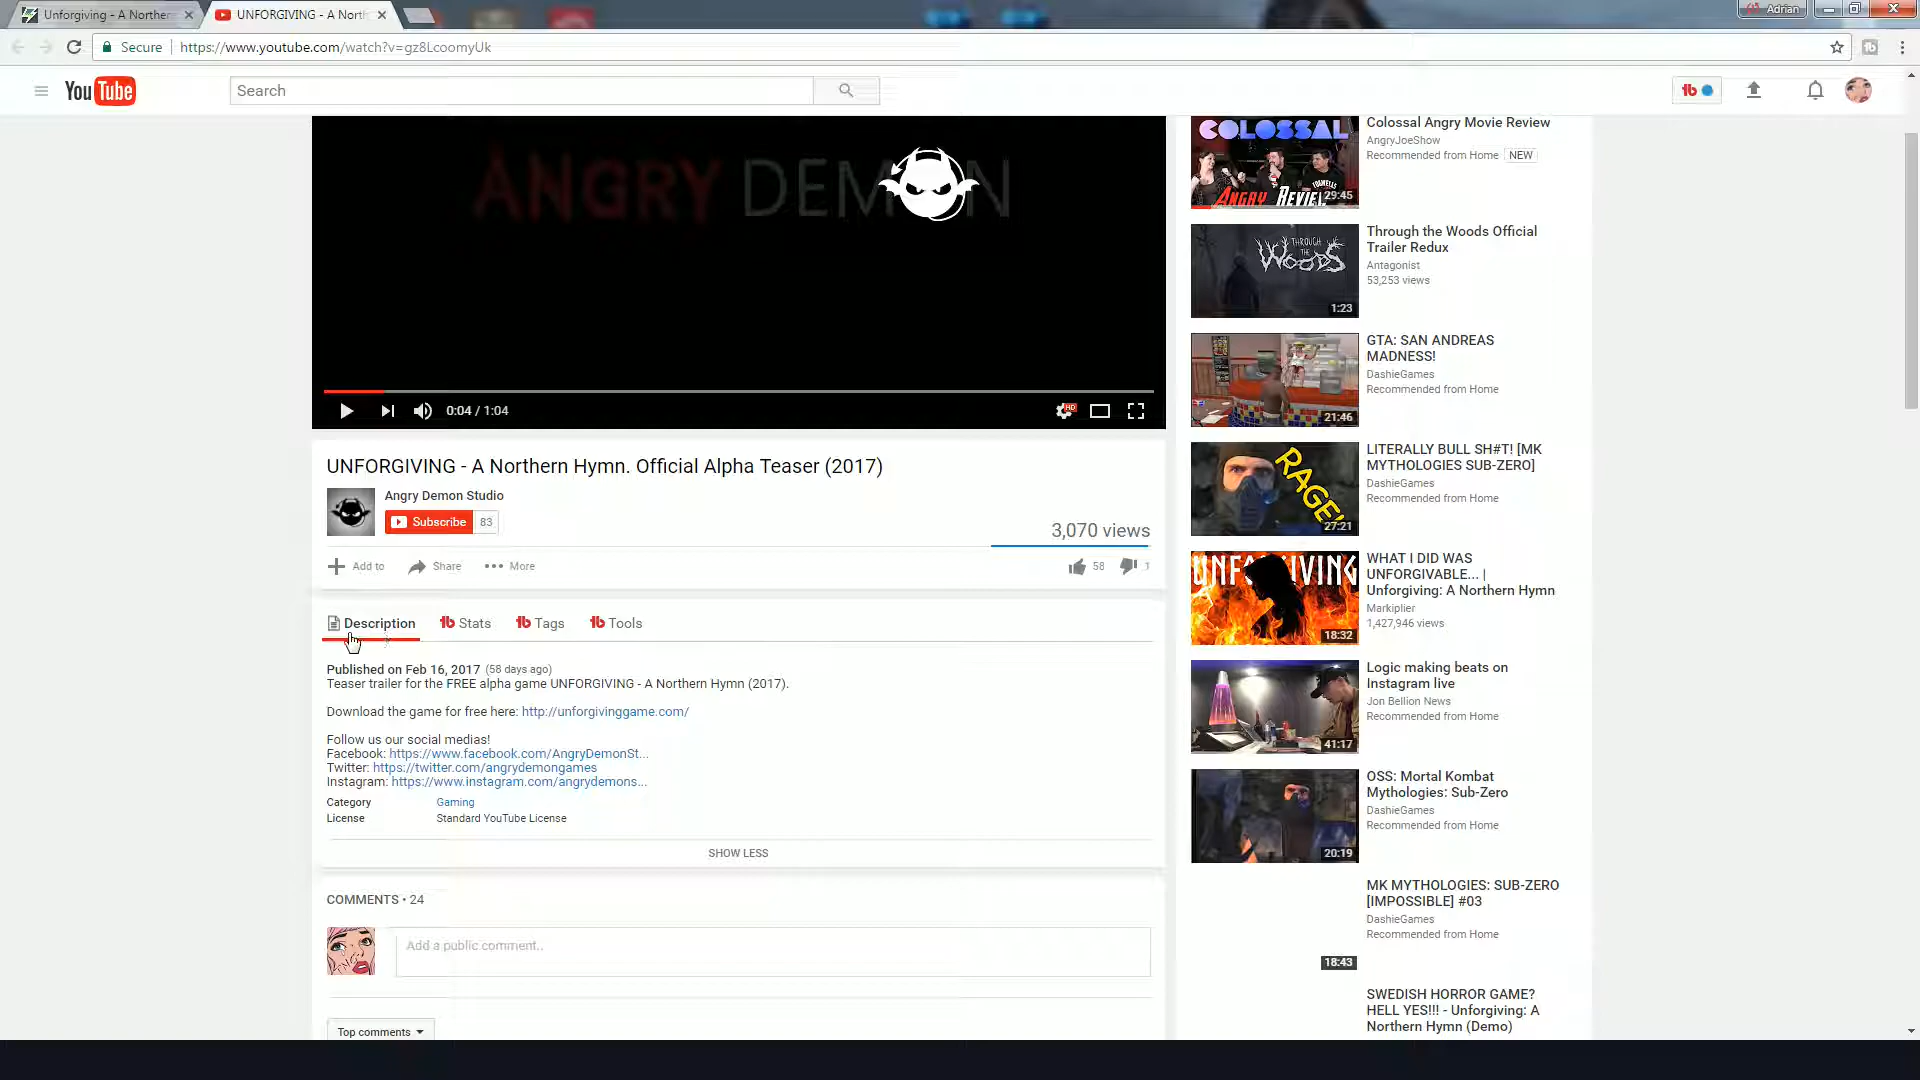 Unforgiving - A Norther
UNFORGIVING - A Nort
Adrian
Secure
https://www.youtube.com/watch?v=gz8LcoomyUk
YouTube
Search
ANGRY DEM N
0:04 / 1:04
HD
UNFORGIVING - A Northern Hymn. Official Alpha Teaser (2017)
Angry Demon Studio
Subscribe 83
3,070 views
Add to
Share
More
58
1
Description
Stats
Tags
Tools
Published on Feb 16, 2017 (58 days ago)
Teaser trailer for the FREE alpha game UNFORGIVING - A Northern Hymn (2017).
Download the game for free here: http://unforgivinggame.com/
Follow us our social medias!
Facebook: https://www.facebook.com/AngryDemonSt...
Twitter: https://twitter.com/angrydemongames
Instagram: https://www.instagram.com/angrydemons...
Category Gaming
License Standard YouTube License
SHOW LESS
COMMENTS • 24
Add a public comment..
Top comments
COLOSSAL
ANGRY REVIEW
29:45
Colossal Angry Movie Review
AngryJoeShow
Recommended from Home NEW
THROUGH THE WOODS
1:23
Through the Woods Official
Trailer Redux
Antagonist
53,253 views
21:46
GTA: SAN ANDREAS
MADNESS!
DashieGames
Recommended from Home
RAGE!
27:21
LITERALLY BULL SH#T! [MK
MYTHOLOGIES SUB-ZERO]
DashieGames
Recommended from Home
UNFORGIVING
18:32
WHAT I DID WAS
UNFORGIVABLE... |
Unforgiving: A Northern Hymn
Markiplier
1,427,946 views
41:17
Logic making beats on
Instagram live
Jon Bellion News
Recommended from Home
20:19
OSS: Mortal Kombat
Mythologies: Sub-Zero
DashieGames
Recommended from Home
18:43
MK MYTHOLOGIES: SUB-ZERO
[IMPOSSIBLE] #03
DashieGames
Recommended from Home
SWEDISH HORROR GAME?
HELL YES!!! - Unforgiving: A
Northern Hymn (Demo)